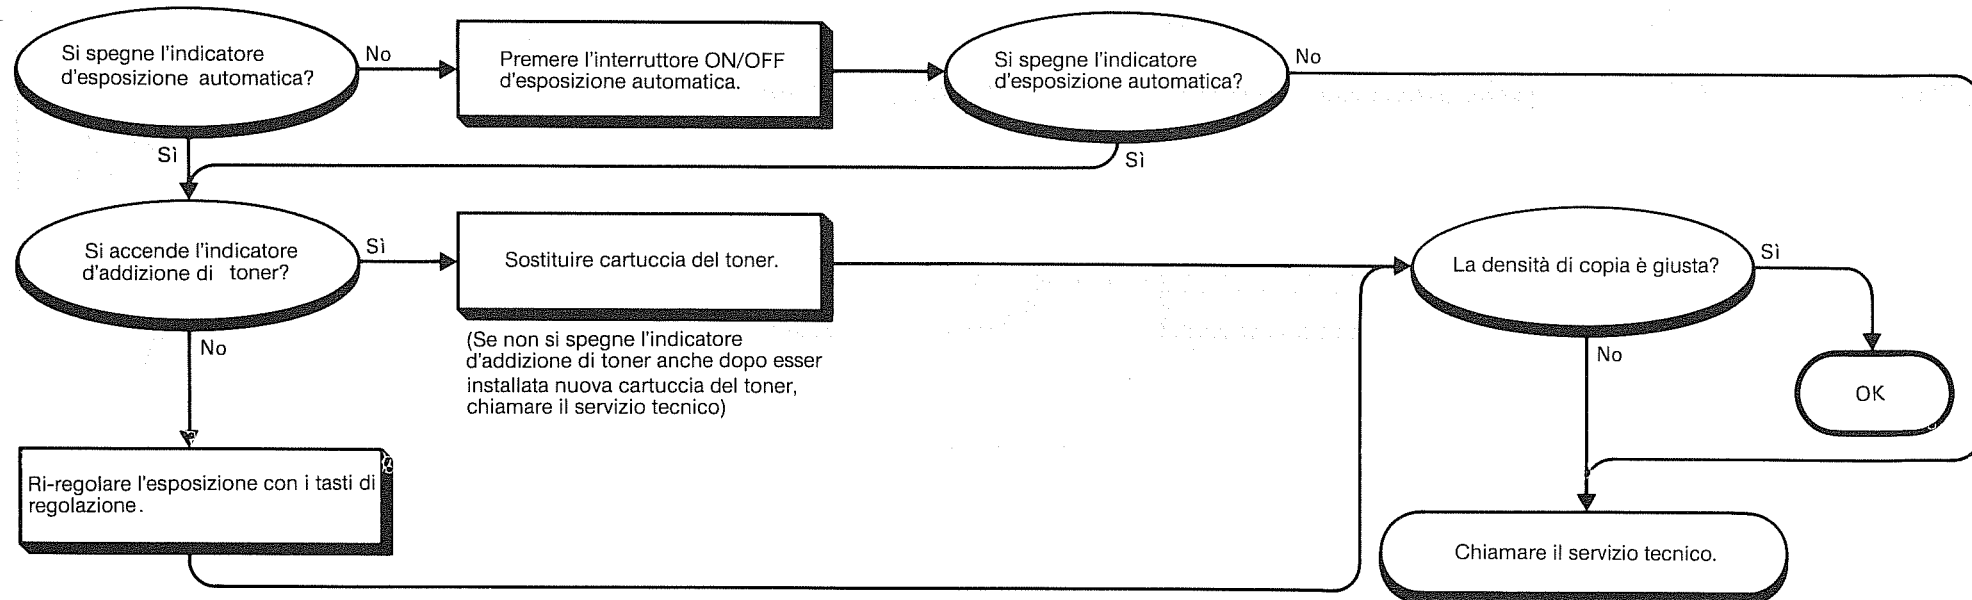 Si spegne l'indicatore
d'esposizione automatica?
No
Premere l'interruttore ON/OFF
d'esposizione automatica.
Si spegne l'indicatore
d'esposizione automatica?
No
Sì
Sì
Si accende l'indicatore
d'addizione di toner?
Sì
Sostituire cartuccia del toner.
(Se non si spegne l'indicatore
d'addizione di toner anche dopo esser
installata nuova cartuccia del toner,
chiamare il servizio tecnico)
La densità di copia è giusta?
Sì
No
No
OK
Ri-regolare l'esposizione con i tasti di
regolazione.
Chiamare il servizio tecnico.